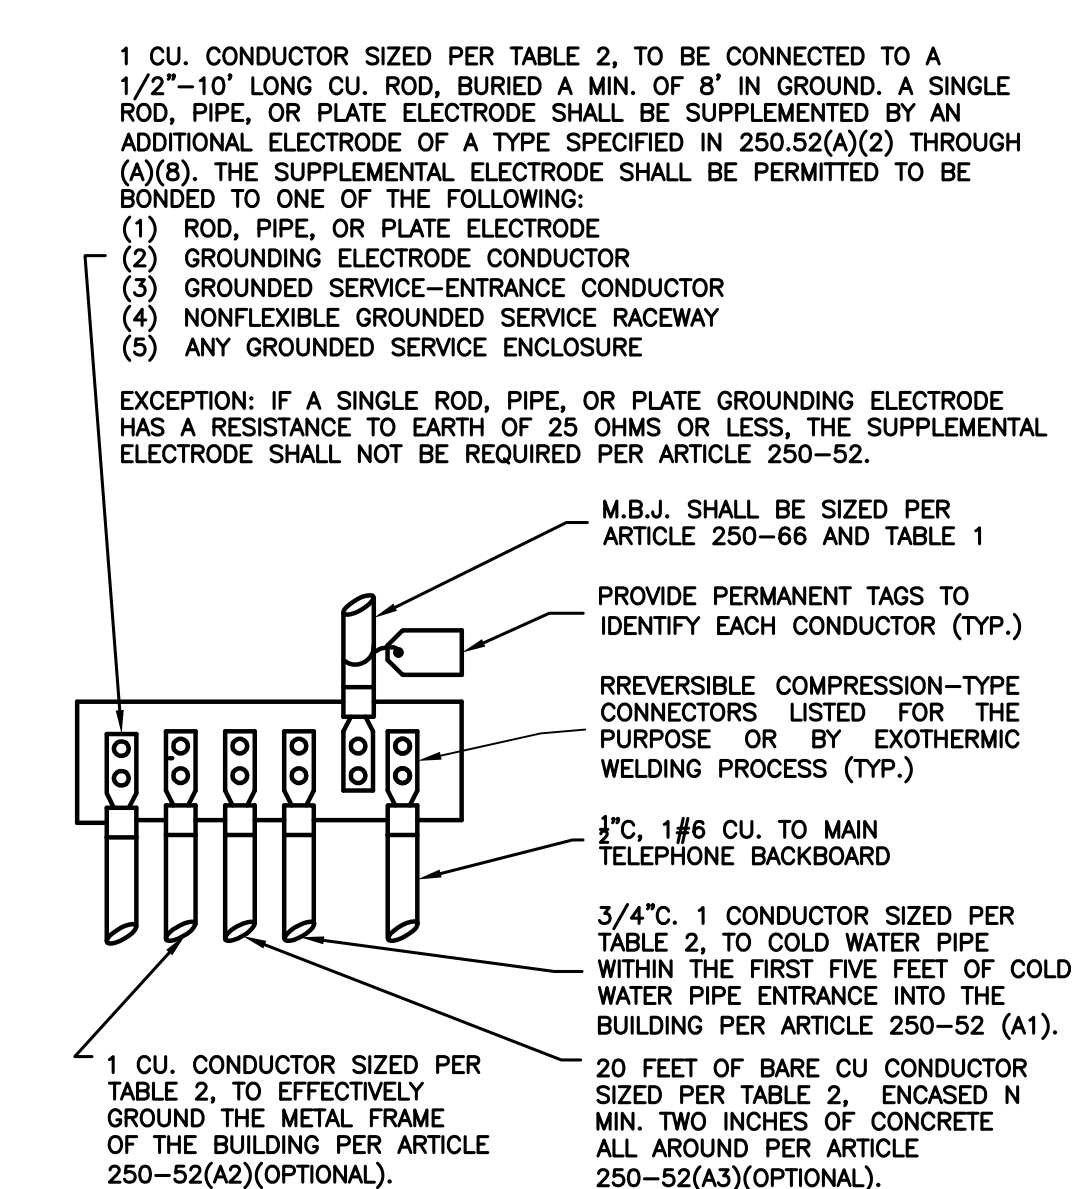 1 CU. CONDUCTOR SIZED PER TABLE 2, TO BE CONNECTED TO A
1/2"–10' LONG CU. ROD, BURIED A MIN. OF 8' IN GROUND. A SINGLE
ROD, PIPE, OR PLATE ELECTRODE SHALL BE SUPPLEMENTED BY AN
ADDITIONAL ELECTRODE OF A TYPE SPECIFIED IN 250.52(A)(2) THROUGH
(A)(8). THE SUPPLEMENTAL ELECTRODE SHALL BE PERMITTED TO BE
BONDED TO ONE OF THE FOLLOWING:
(1) ROD, PIPE, OR PLATE ELECTRODE
(2) GROUNDING ELECTRODE CONDUCTOR
(3) GROUNDED SERVICE–ENTRANCE CONDUCTOR
(4) NONFLEXIBLE GROUNDED SERVICE RACEWAY
(5) ANY GROUNDED SERVICE ENCLOSURE
EXCEPTION: IF A SINGLE ROD, PIPE, OR PLATE GROUNDING ELECTRODE
HAS A RESISTANCE TO EARTH OF 25 OHMS OR LESS, THE SUPPLEMENTAL
ELECTRODE SHALL NOT BE REQUIRED PER ARTICLE 250–52.
M.B.J. SHALL BE SIZED PER
ARTICLE 250–66 AND TABLE 1
PROVIDE PERMANENT TAGS TO
IDENTIFY EACH CONDUCTOR (TYP.)
RREVERSIBLE COMPRESSION–TYPE
CONNECTORS LISTED FOR THE
PURPOSE OR BY EXOTHERMIC
WELDING PROCESS (TYP.)
½"C, 1#6 CU. TO MAIN
TELEPHONE BACKBOARD
3/4"C. 1 CONDUCTOR SIZED PER
TABLE 2, TO COLD WATER PIPE
WITHIN THE FIRST FIVE FEET OF COLD
WATER PIPE ENTRANCE INTO THE
BUILDING PER ARTICLE 250–52 (A1).
1 CU. CONDUCTOR SIZED PER
TABLE 2, TO EFFECTIVELY
GROUND THE METAL FRAME
OF THE BUILDING PER ARTICLE
250–52(A2)(OPTIONAL).
20 FEET OF BARE CU CONDUCTOR
SIZED PER TABLE 2, ENCASED N
MIN. TWO INCHES OF CONCRETE
ALL AROUND PER ARTICLE
250–52(A3)(OPTIONAL).